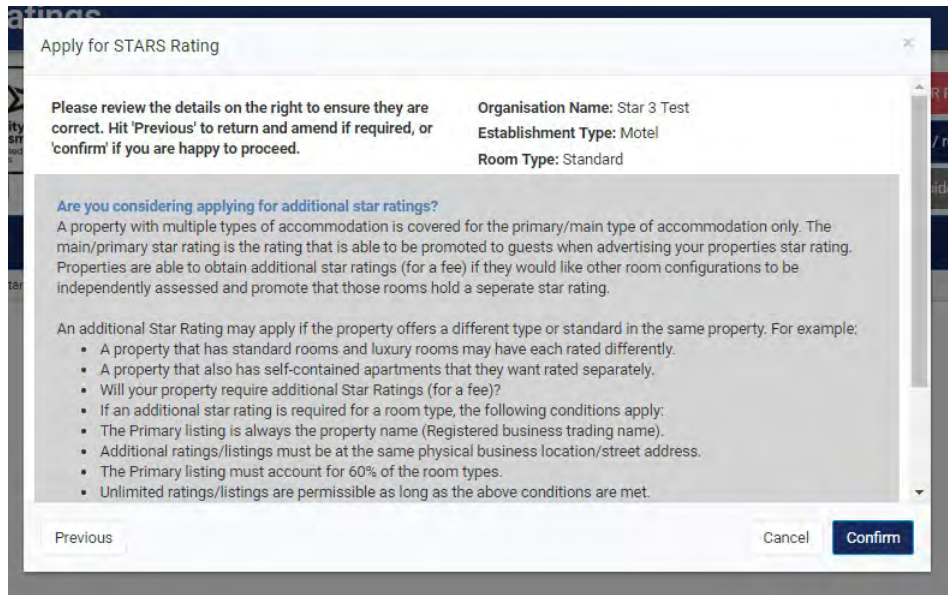 atings
Apply for STARS Rating
×
Please review the details on the right to ensure they are
correct. Hit 'Previous' to return and amend if required, or
'confirm' if you are happy to proceed.
Organisation Name: Star 3 Test
Establishment Type: Motel
Room Type: Standard
Are you considering applying for additional star ratings?
A property with multiple types of accommodation is covered for the primary/main type of accommodation only. The
main/primary star rating is the rating that is able to be promoted to guests when advertising your properties star rating.
Properties are able to obtain additional star ratings (for a fee) if they would like other room configurations to be
independently assessed and promote that those rooms hold a seperate star rating.
An additional Star Rating may apply if the property offers a different type or standard in the same property. For example:
• A property that has standard rooms and luxury rooms may have each rated differently.
• A property that also has self-contained apartments that they want rated separately.
• Will your property require additional Star Ratings (for a fee)?
• If an additional star rating is required for a room type, the following conditions apply:
• The Primary listing is always the property name (Registered business trading name).
• Additional ratings/listings must be at the same physical business location/street address.
• The Primary listing must account for 60% of the room types.
• Unlimited ratings/listings are permissible as long as the above conditions are met.
Previous
Cancel
Confirm